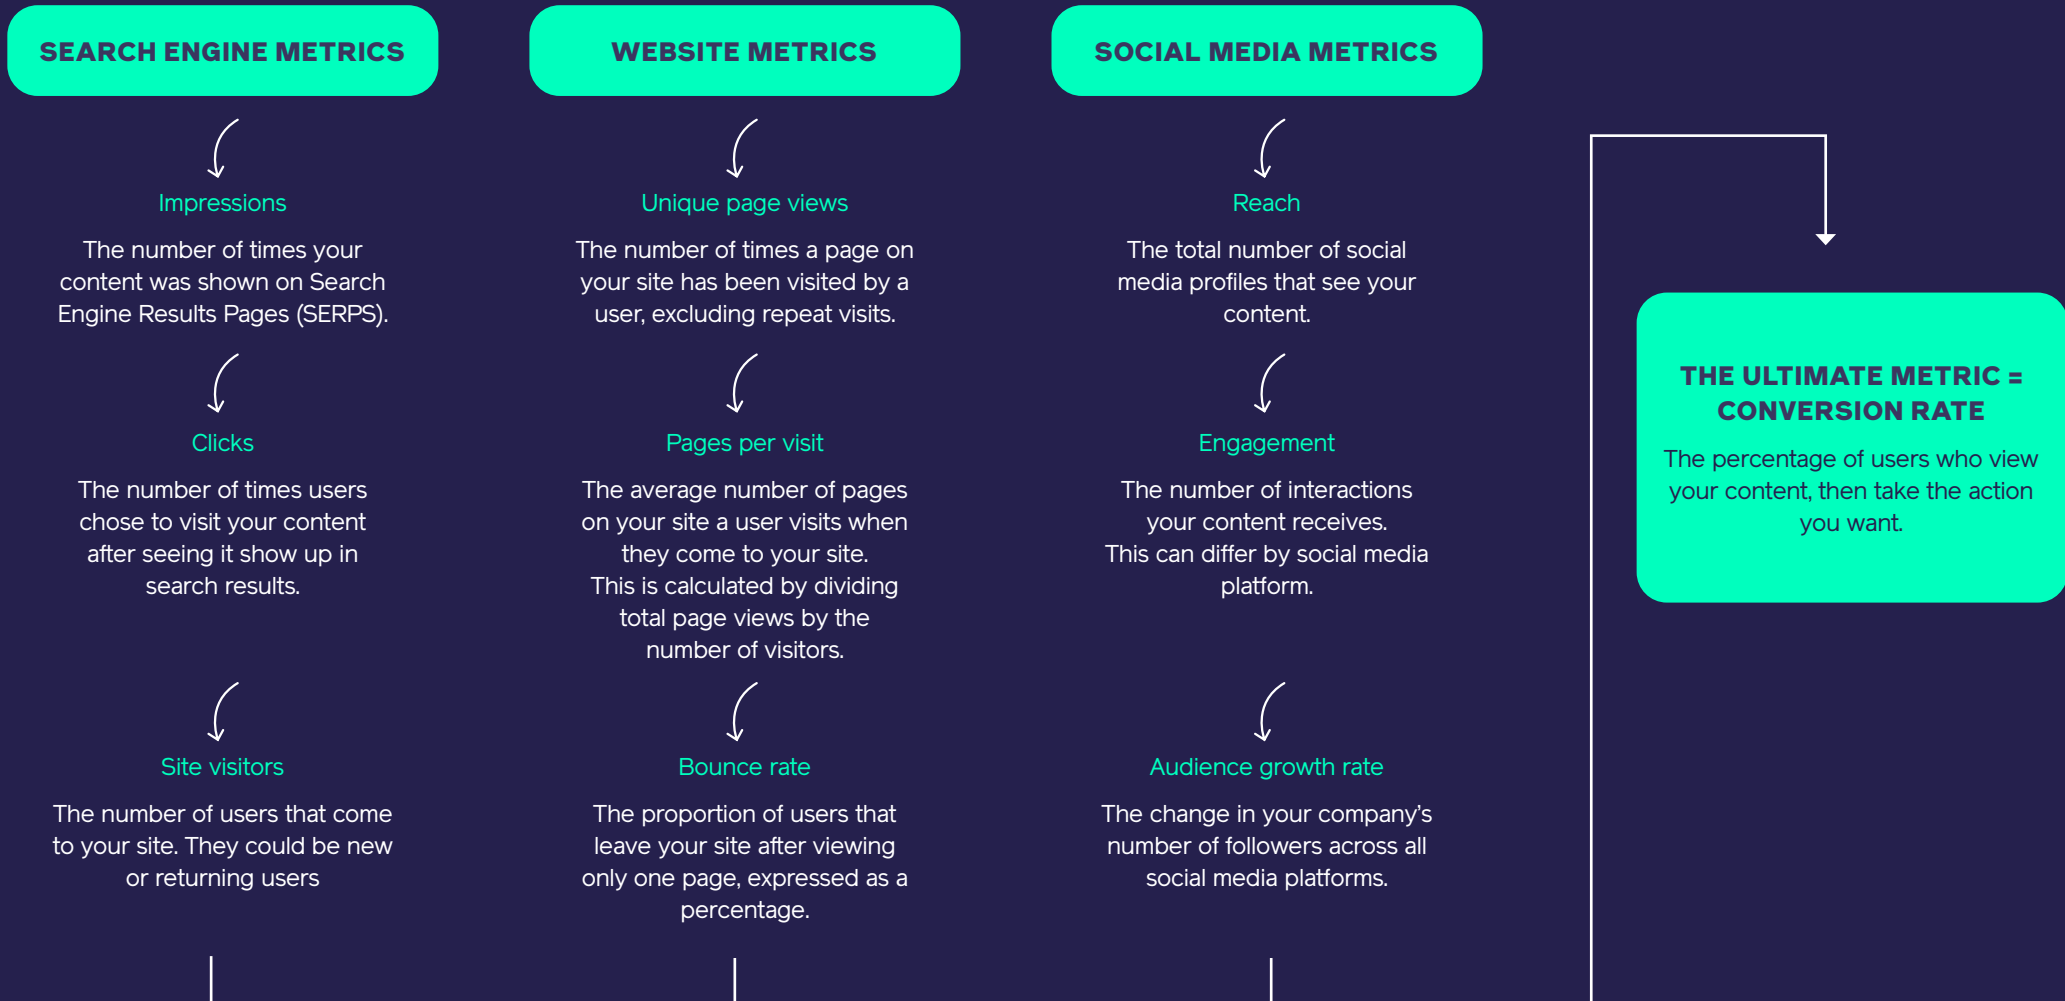 SEARCH ENGINE METRICS
Impressions
The number of times your
content was shown on Search
Engine Results Pages (SERPS).
Clicks
The number of times users
chose to visit your content
after seeing it show up in
search results.
Site visitors
The number of users that come
to your site. They could be new
or returning users
WEBSITE METRICS
Unique page views
The number of times a page on
your site has been visited by a
user, excluding repeat visits.
Pages per visit
The average number of pages
on your site a user visits when
they come to your site.
This is calculated by dividing
total page views by the
number of visitors.
Bounce rate
The proportion of users that
leave your site after viewing
only one page, expressed as a
percentage.
SOCIAL MEDIA METRICS
Reach
The total number of social
media profiles that see your
content.
Engagement
The number of interactions
your content receives.
This can differ by social media
platform.
Audience growth rate
The change in your company's
number of followers across all
social media platforms.
THE ULTIMATE METRIC =
CONVERSION RATE
The percentage of users who view
your content, then take the action
you want.